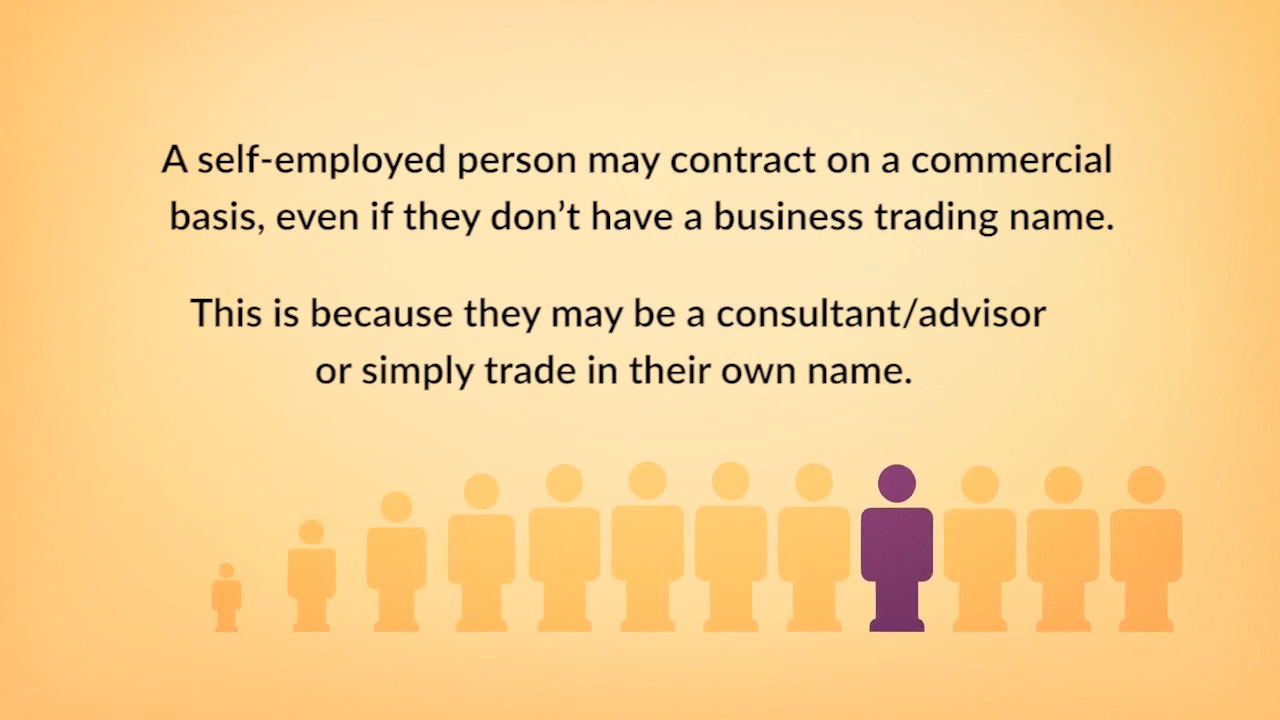 A self-employed person may contract on a commercial
basis, even if they don’t have a business trading name.
This is because they may be a consultant/advisor
or simply trade in their own name.